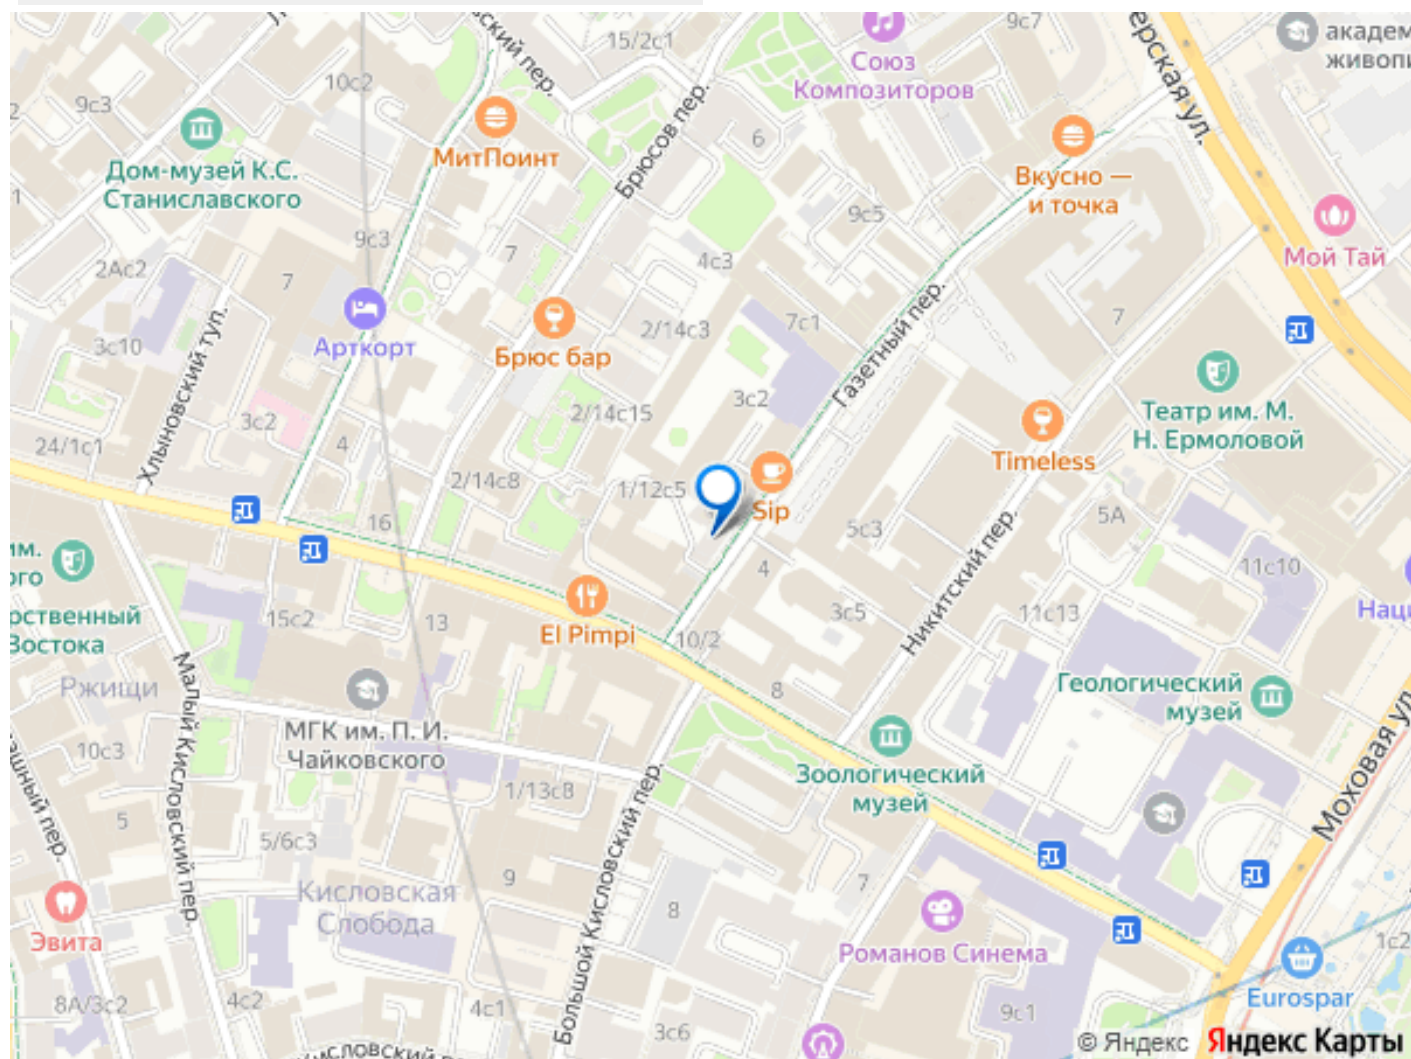 15/2с1
9с7
Союз
Композиторов
академ
живопи
10с2
9с3
Дом-музей К.С.
Станиславского
МитПоинт
Брюсов пер.
6
Вкусно —
и точка
9с5
Мой Тай
9с3
2Ас2
7
7
4с3
Газетный пер.
7
3с10
Хлыновский туп.
Арткорт
Брюс бар
2/14с3
7с1
Театр им. М.
Н. Ермоловой
3с2
4
2/14с15
3с2
Timeless
24/1с1
2/14с8
1/12с5
Sip
16
5с3
5А
Никитский пер.
11с10
4
15с2
13
El Pimpi
10/2
3с5
11с13
рственный
Востока
Ржищи
Малый Кисловский пер.
МГК им. П. И.
Чайковского
8
Геологический
музей
Моховая ул
10с3
1/13с8
Зоологический
музей
5
5/6с3
Большой Кисловский пер.
9
Кисловская
Слобода
8
7
Эвита
Романов Синема
1с2
8А/3с2
4с2
4с1
3с6
9с1
Eurospar
© Яндекс Яндекс Карты